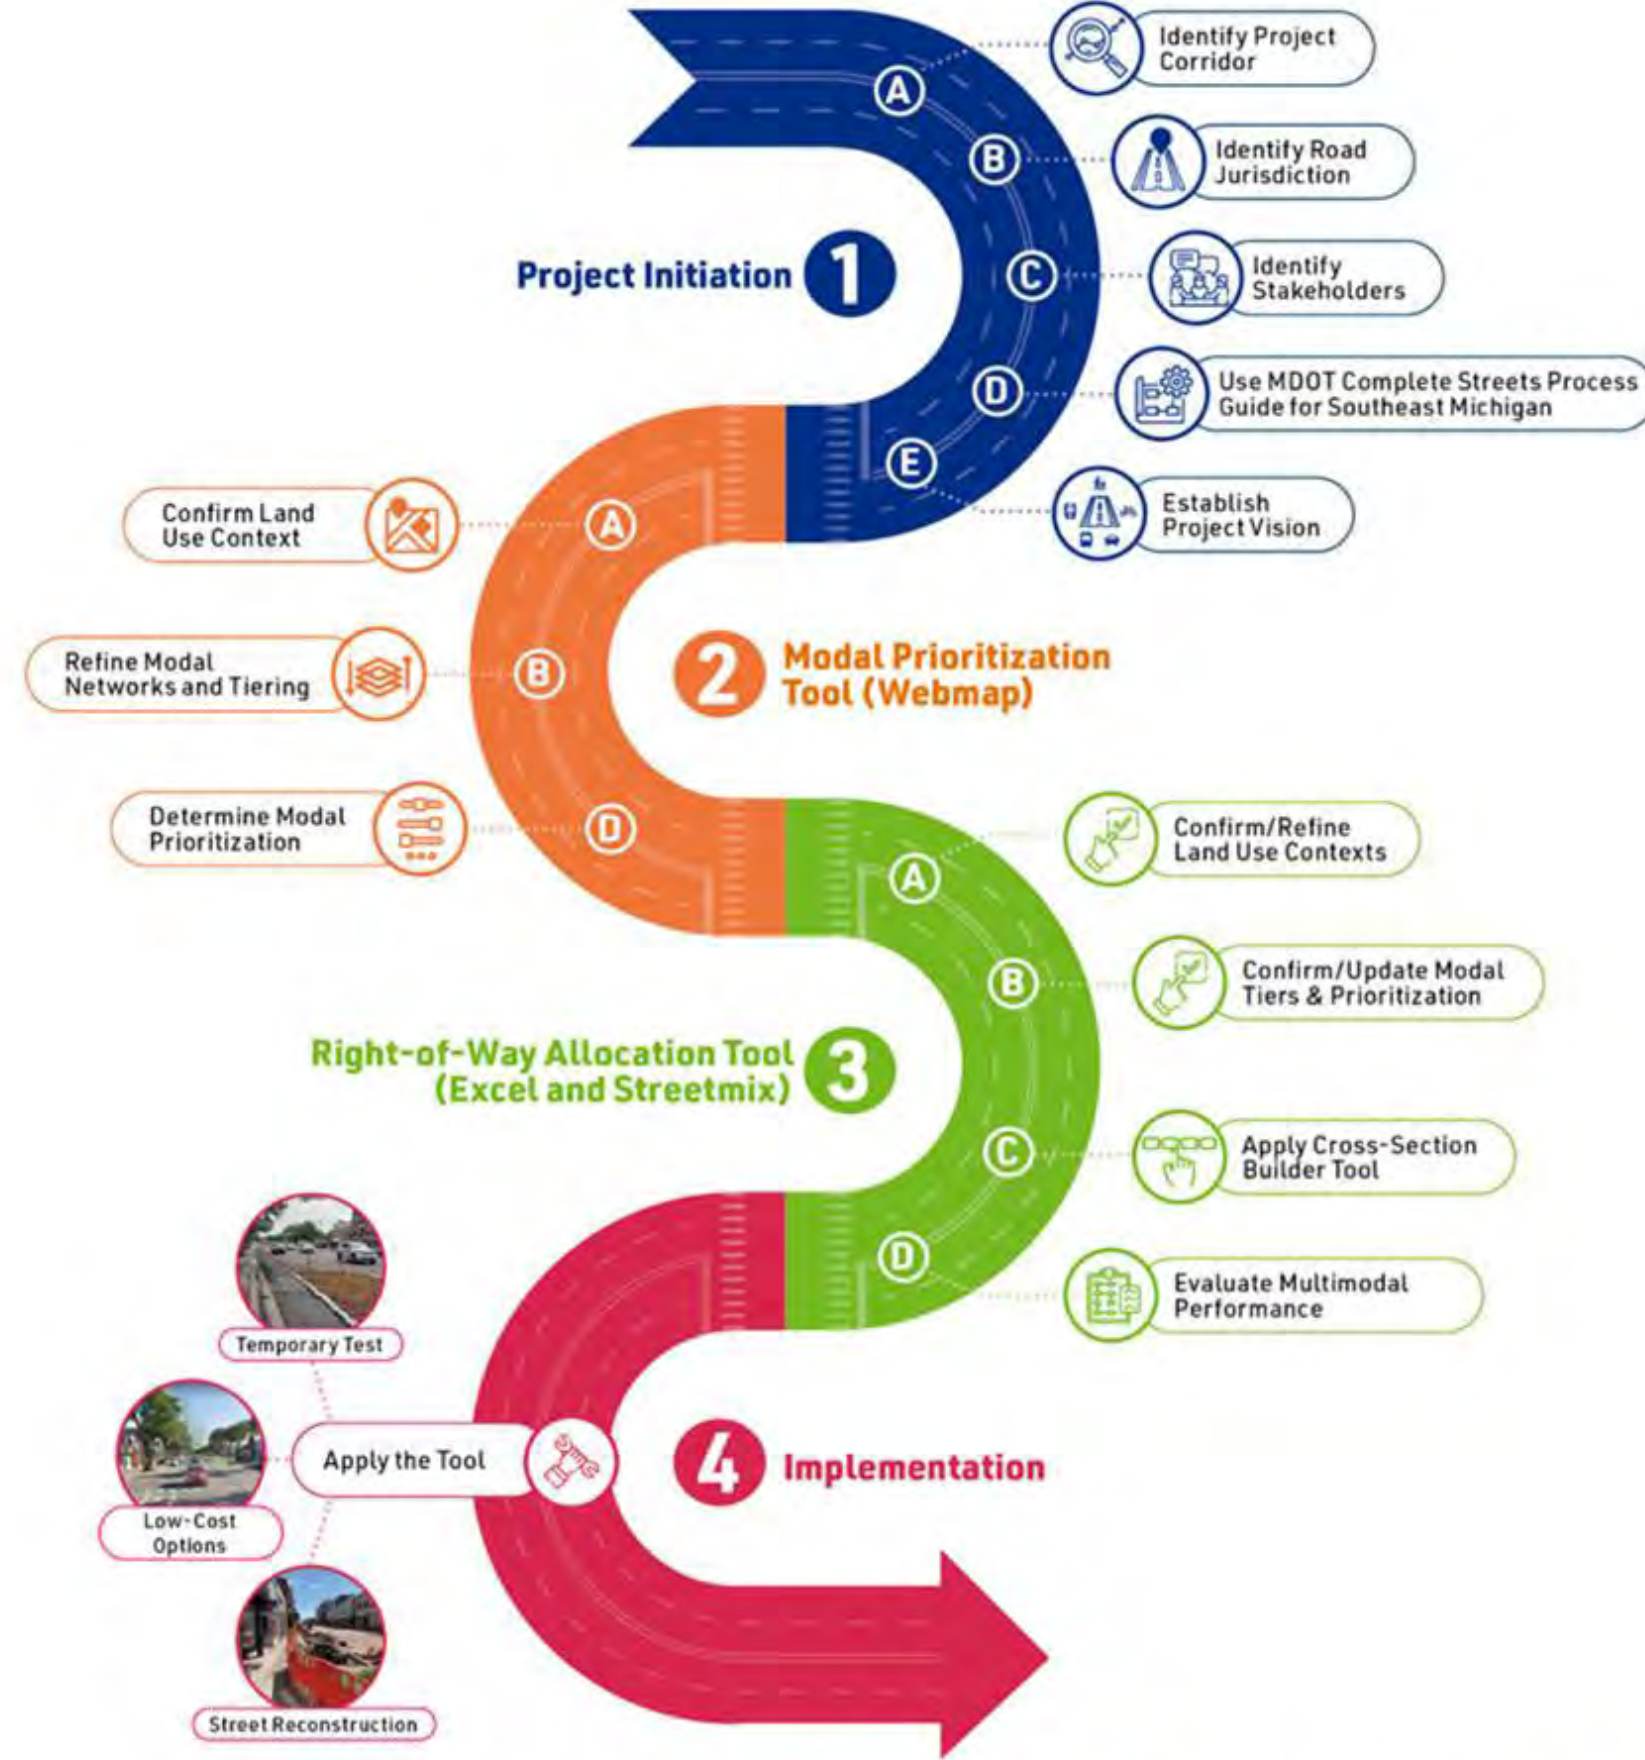 A
Identify Project
Corridor
B
Identify Road
Jurisdiction
Project Initiation 1
C
Identify
Stakeholders
D
Use MDOT Complete Streets Process
Guide for Southeast Michigan
E
Establish
Project Vision
Confirm Land
Use Context
A
Refine Modal
Networks and Tiering
B
2 Modal Prioritization
Tool (Webmap)
Determine Modal
Prioritization
D
A
Confirm/Refine
Land Use Contexts
B
Confirm/Update Modal
Tiers & Prioritization
Right-of-Way Allocation Tool
(Excel and Streetmix)
3
C
Apply Cross-Section
Builder Tool
D
Evaluate Multimodal
Performance
Temporary Test
Apply the Tool
4 Implementation
Low-Cost
Options
Street Reconstruction